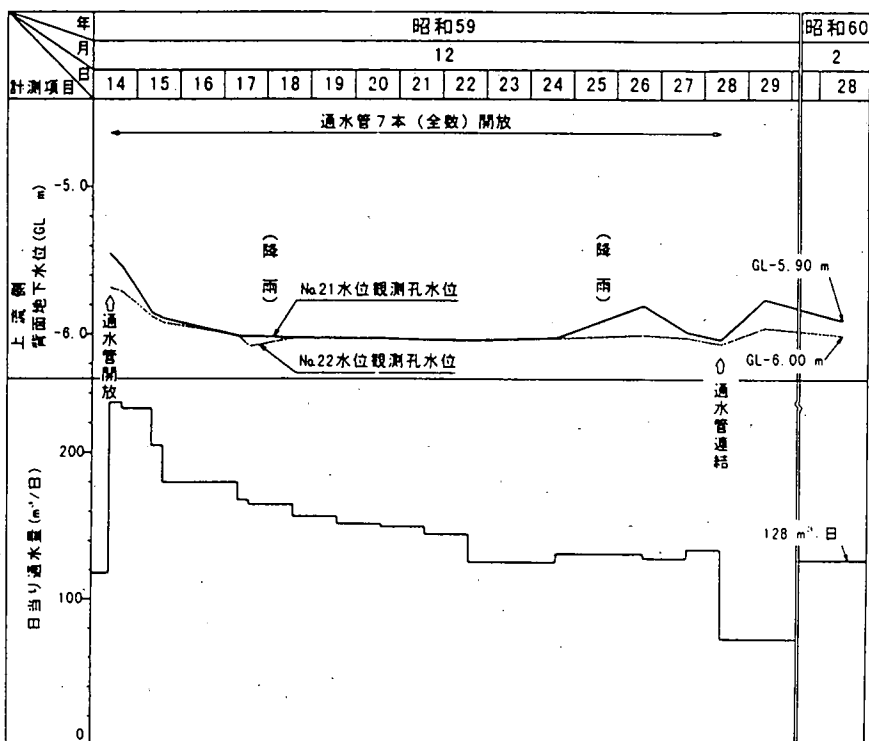 年 昭和59 昭和60
月 12 2
日
計測項目 14 15 16 17 18 19 20 21 22 23 24 25 26 27 28 29 28
通水管7本(全数)開放
上流側
背面地下水位(GL m)
-5.0
-6.0
(降雨)
(降雨)
No.21水位観測孔水位
No.22水位観測孔水位
GL-5.90 m
GL-6.00 m
通水管開放
通水管連結
日当り通水量(m³/日)
200
100
0
128 m³.日